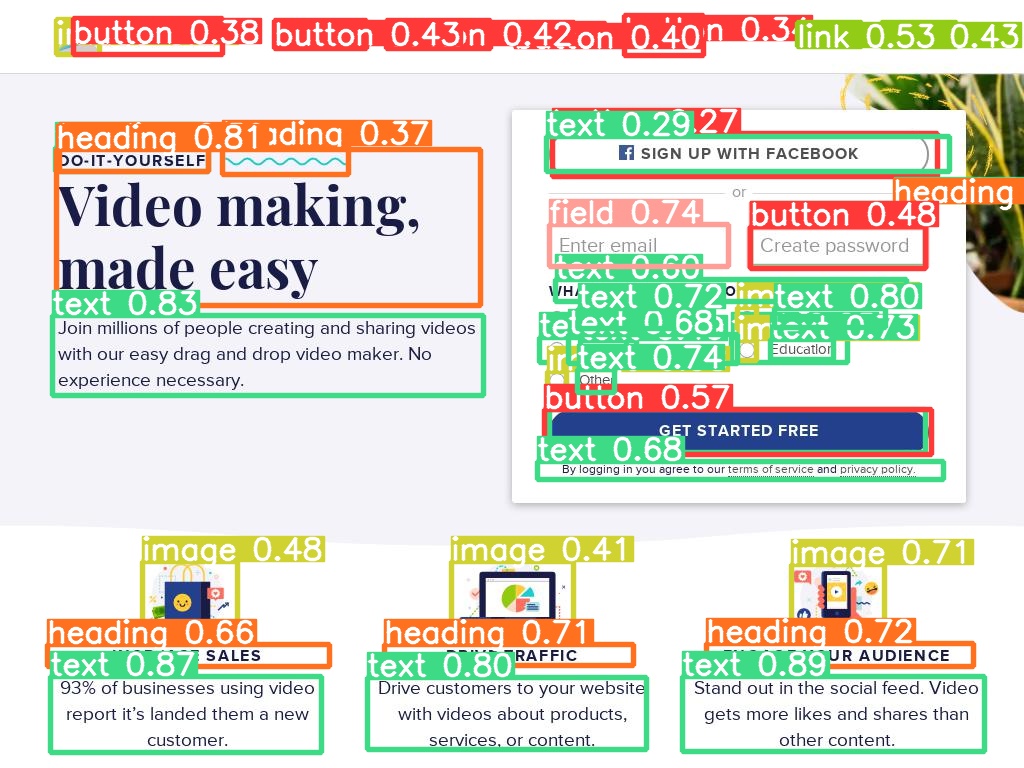 button 0.38
button 0.43
0.42
0.40
link 0.53
0.43
heading 0.81
heading 0.37
DO-IT-YOURSELF
Video making,
made easy
text 0.83
Join millions of people creating and sharing videos
with our easy drag and drop video maker. No
experience necessary.
text 0.29
SIGN UP WITH FACEBOOK
or
heading
field 0.74
button 0.48
Enter email
Create password
text 0.60
text 0.72
text 0.80
text 0.68
0.73
Education
text 0.74
Other
button 0.57
GET STARTED FREE
text 0.68
By logging in you agree to our terms of service and privacy policy.
image 0.48
image 0.41
image 0.71
heading 0.66
SALES
text 0.87
93% of businesses using video
report it’s landed them a new
customer.
heading 0.71
TRAFFIC
text 0.80
Drive customers to your website
with videos about products,
services, or content.
heading 0.72
AUDIENCE
text 0.89
Stand out in the social feed. Video
gets more likes and shares than
other content.